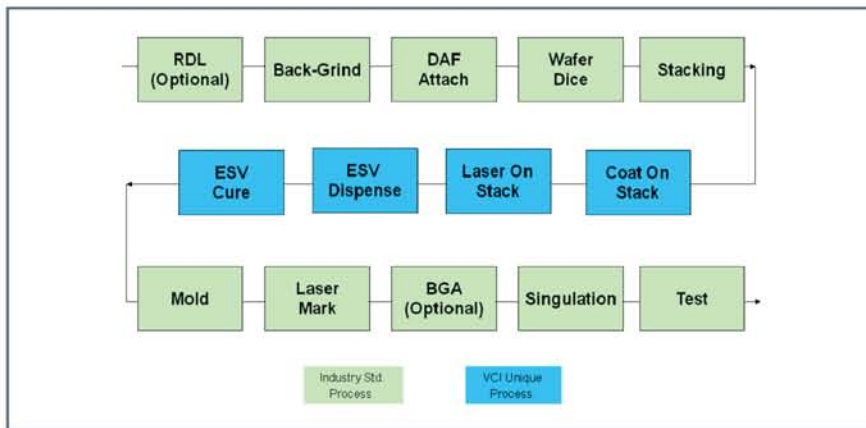 RDL
(Optional)
Back-Grind
DAF
Attach
Wafer
Dice
Stacking
ESV
Cure
ESV
Dispense
Laser On
Stack
Coat On
Stack
Mold
Laser
Mark
BGA
(Optional)
Singulation
Test
Industry Std.
Process
VCI Unique
Process